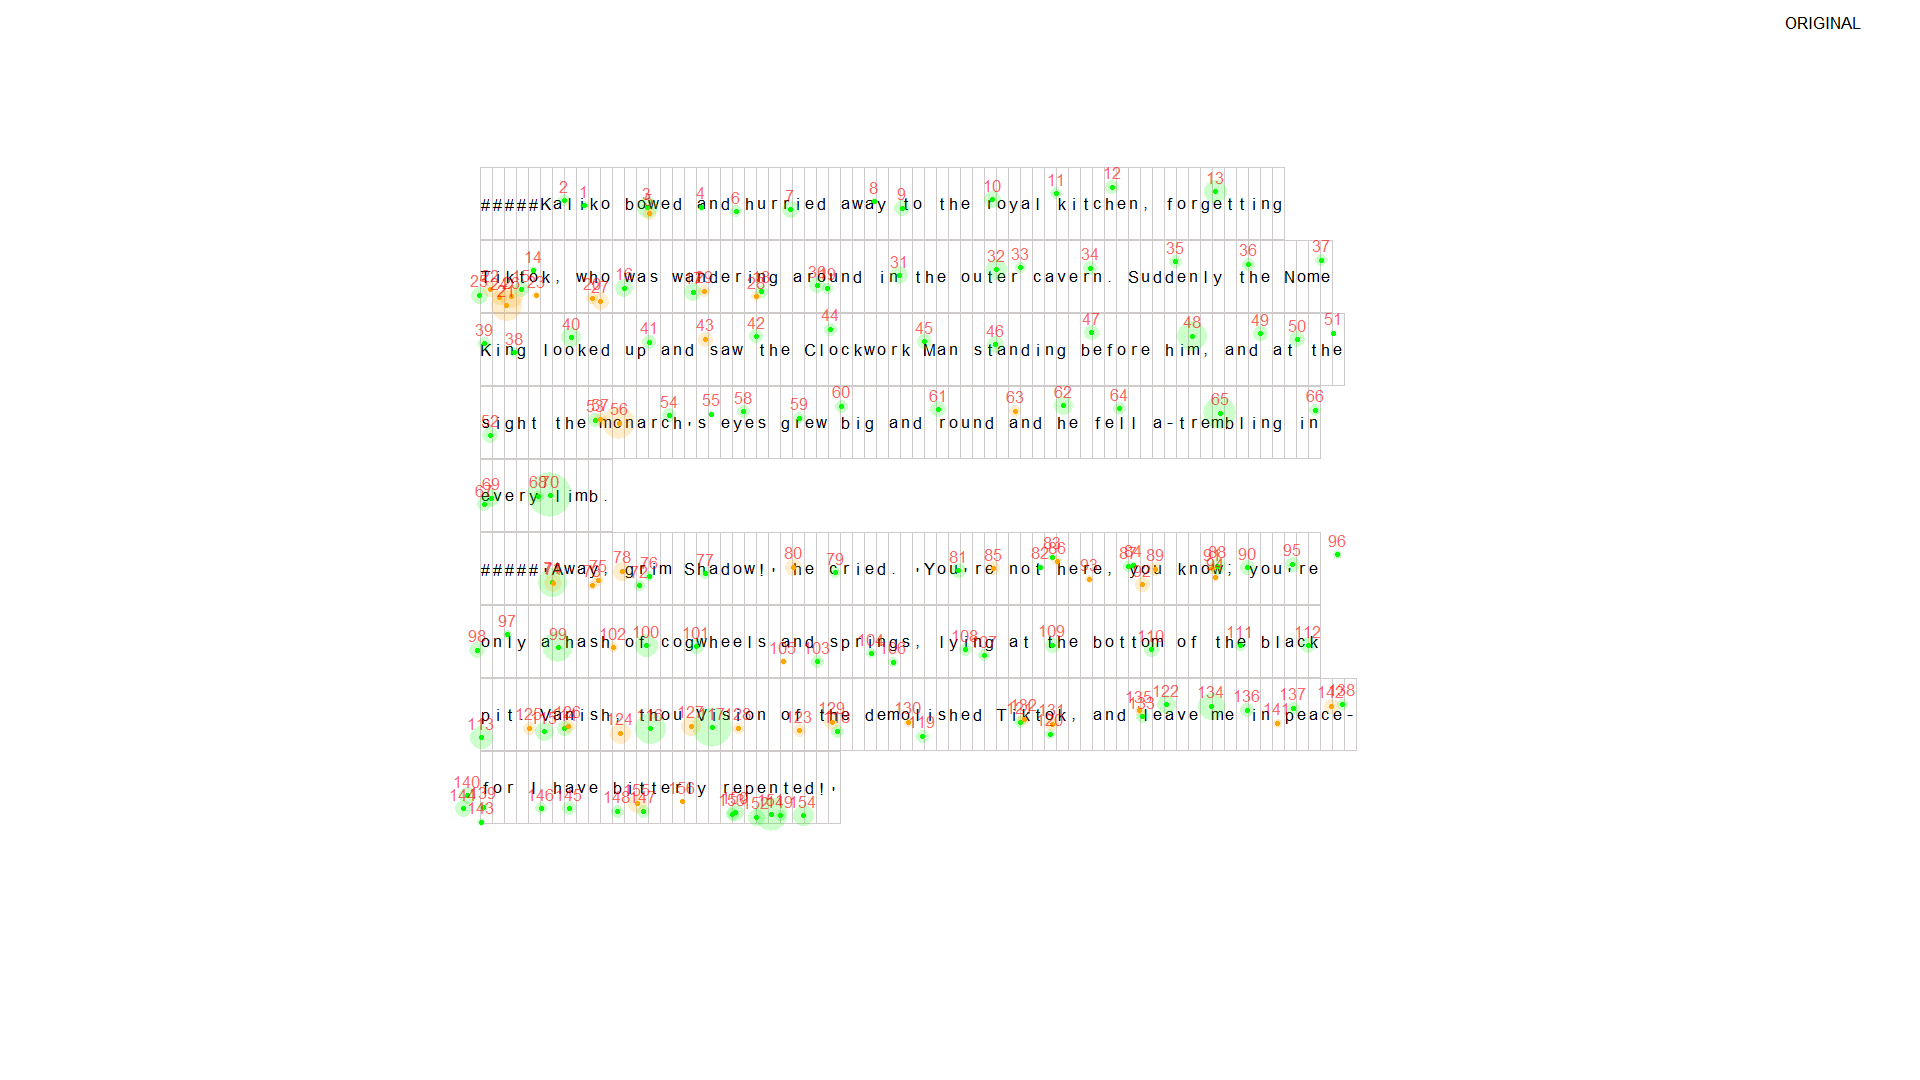 ORIGINAL
#####Kaliko bowed and hurried away to the royal kitchen, forgetting
Tiktok, who was wandering around in the outer cavern. Suddenly the Nome
King looked up and saw the Clockwork Man standing before him, and at the
sight the monarch's eyes grew big and round and he fell a-trembling in
every limb.
#####'Away, grim Shadow!' he cried. 'You're not here, you know; you're
only a hash of cogwheels and springs, lying at the bottom of the black
pit. Vanish, thou Vision of the demolished Tiktok, and leave me in peace-
for I have bitterly repented!'